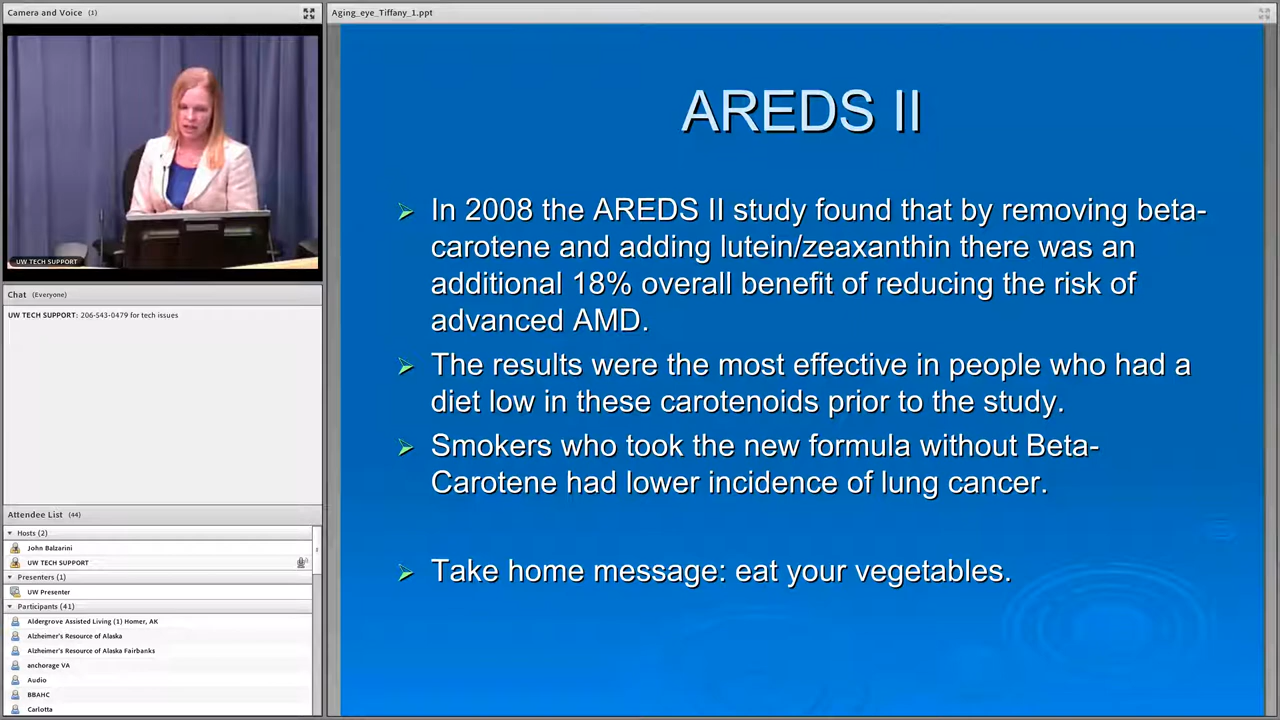 Camera and Voice (1)
Aging_eye_Tiffany_1.ppt
UW TECH SUPPORT
Chat (Everyone)
UW TECH SUPPORT: 206-543-0479 for tech issues
Attendee List (44)
Hosts (2)
John Balzarini
UW TECH SUPPORT
Presenters (1)
UW Presenter
Participants (41)
Aldergrove Assisted Living (1) Homer, AK
Alzheimer's Resource of Alaska
Alzheimer's Resource of Alaska Fairbanks
anchorage VA
Audio
BBAHC
Carlotta
AREDS II
In 2008 the AREDS II study found that by removing beta-
carotene and adding lutein/zeaxanthin there was an
additional 18% overall benefit of reducing the risk of
advanced AMD.
The results were the most effective in people who had a
diet low in these carotenoids prior to the study.
Smokers who took the new formula without Beta-
Carotene had lower incidence of lung cancer.
Take home message: eat your vegetables.